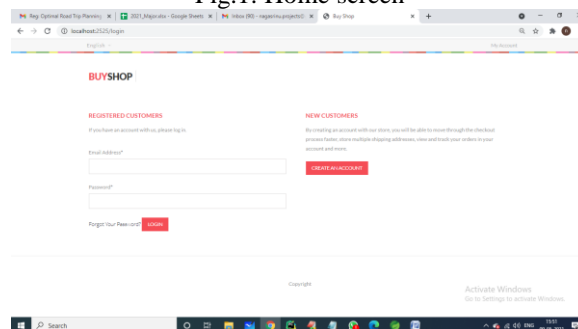 Fig.1. Home screen
Regi: Optimal Road Trip Planning
2021_Major.xlsx - Google Sheets
Buy Shop
localhost:2525/login
English
My Account
BUYSHOP
REGISTERED CUSTOMERS
If you have an account with us, please log in.
Email Address*
Password*
Forgot Your Password?
LOGIN
NEW CUSTOMERS
By creating an account with our store, you will be able to move through the checkout
process faster, store multiple shipping addresses, view and track your orders in your
account and more.
CREATE AN ACCOUNT
Copyright
Activate Windows
Go to Settings to activate Windows.
Search
ENG